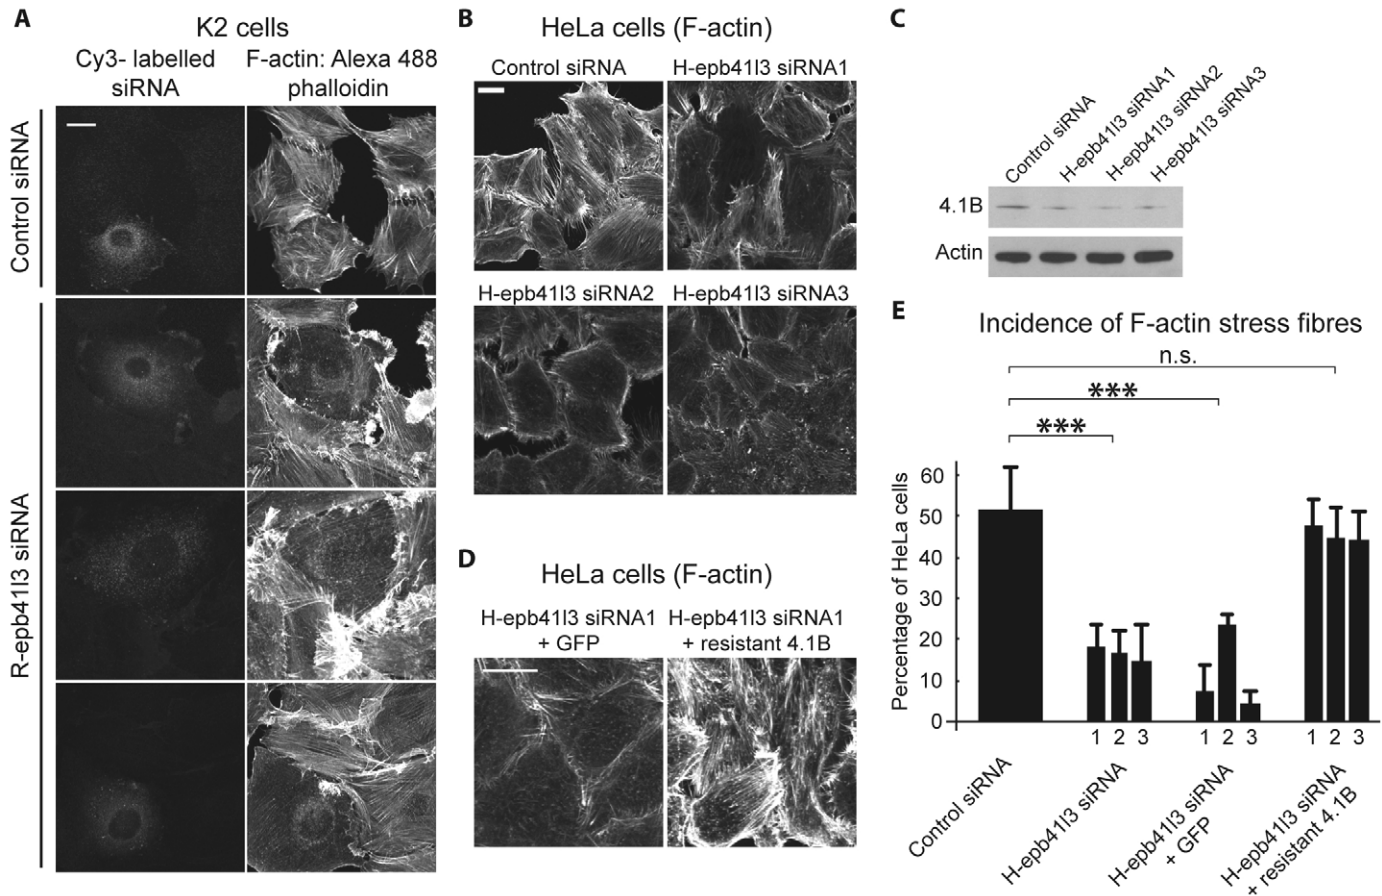 A
K2 cells
Cy3- labelled
siRNA
F-actin: Alexa 488
phalloidin
Control siRNA
R-epb41l3 siRNA
B
HeLa cells (F-actin)
Control siRNA
H-epb41l3 siRNA1
H-epb41l3 siRNA2
H-epb41l3 siRNA3
C
Control siRNA
H-epb41l3 siRNA1
H-epb41l3 siRNA2
H-epb41l3 siRNA3
4.1B
Actin
D
HeLa cells (F-actin)
H-epb41l3 siRNA1
+ GFP
H-epb41l3 siRNA1
+ resistant 4.1B
E
Incidence of F-actin stress fibres
n.s.
***
***
Percentage of HeLa cells
60
50
40
30
20
10
0
1 2 3
1 2 3
1 2 3
Control siRNA
H-epb41l3 siRNA
H-epb41l3 siRNA
+ GFP
H-epb41l3 siRNA
+ resistant 4.1B